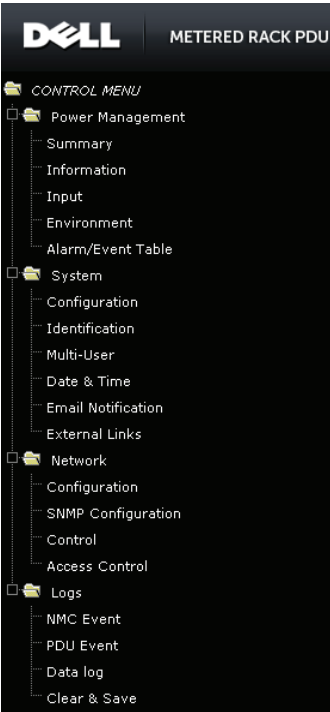 DELL METERED RACK PDU
CONTROL MENU
Power Management
Summary
Information
Input
Environment
Alarm/Event Table
System
Configuration
Identification
Multi-User
Date & Time
Email Notification
External Links
Network
Configuration
SNMP Configuration
Control
Access Control
Logs
NMC Event
PDU Event
Data log
Clear & Save